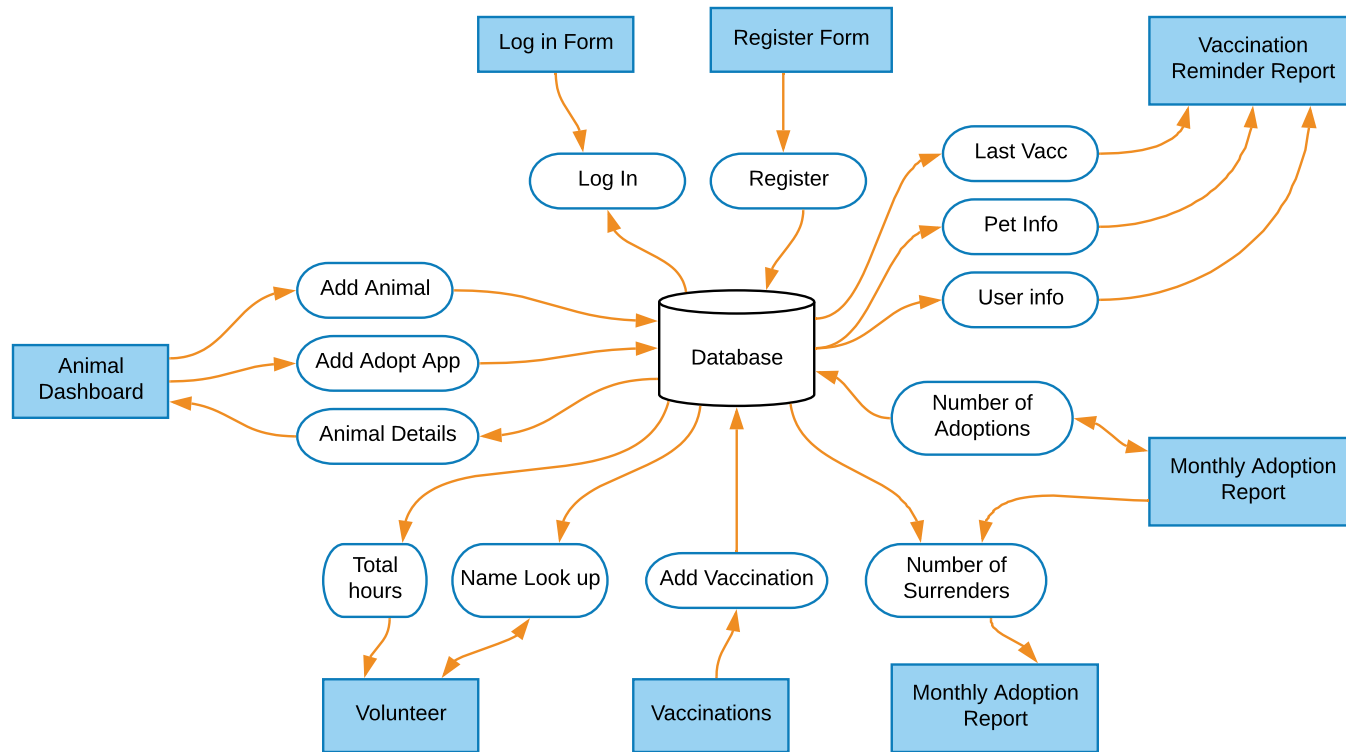 Log in Form
Register Form
Vaccination
Reminder Report
Log In
Register
Last Vacc
Pet Info
User info
Add Animal
Add Adopt App
Animal Details
Animal
Dashboard
Database
Number of
Adoptions
Monthly Adoption
Report
Total
hours
Name Look up
Add Vaccination
Number of
Surrenders
Volunteer
Vaccinations
Monthly Adoption
Report